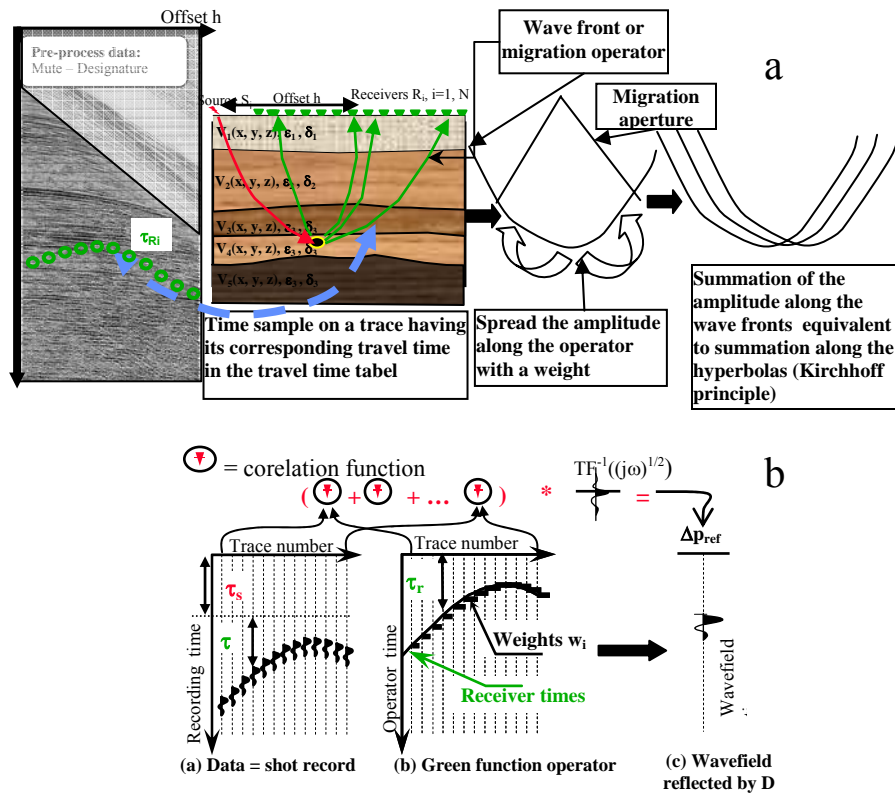 Offset h
Pre-process data:
Mute – Designature
τRi
Source S
Offset h
Receivers Ri, i=1, N
V1(x, y, z), ε1, δ1
V2(x, y, z), ε2, δ2
V3(x, y, z), ε3, δ3
V4(x, y, z), ε3, δ3
V5(x, y, z), ε3, δ3
Time sample on a trace having
its corresponding travel time
in the travel time tabel
Wave front or
migration operator
Migration
aperture
a
Spread the amplitude
along the operator
with a weight
Summation of the
amplitude along the
wave fronts equivalent
to summation along the
hyperbolas (Kirchhoff
principle)
b
= corelation function
( + + ... ) *
TF-1((jω)1/2)
=
Δpref
Trace number
Trace number
τs
τ
τr
Weights wi
Receiver times
Recording time
Operator time
Wavefield
(a) Data = shot record
(b) Green function operator
(c) Wavefield
reflected by D